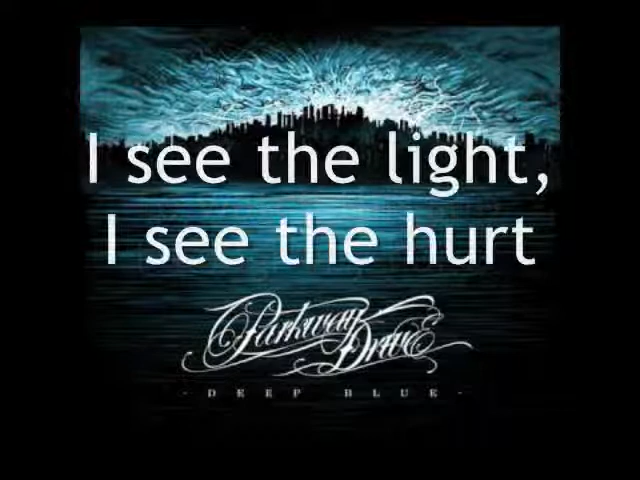 I see the light,
I see the hurt
Parkway Drive
- DEEP BLUE -